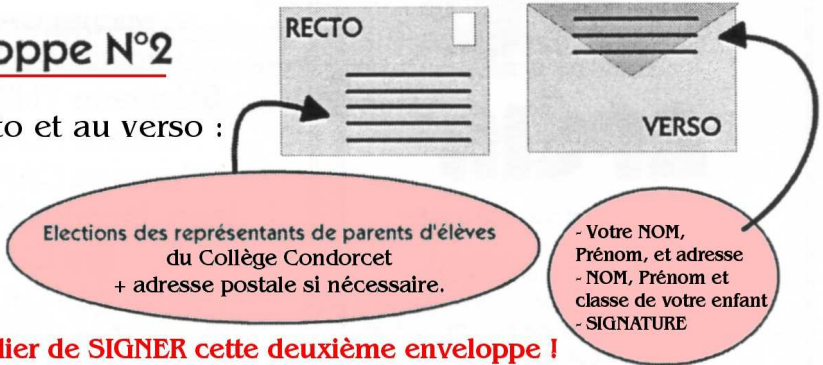 oppe N°2
RECTO
VERSO
to et au verso :
Elections des représentants de parents d'élèves
du Collège Condorcet
+ adresse postale si nécessaire.
- Votre NOM,
Prénom, et adresse
- NOM, Prénom et
classe de votre enfant
- SIGNATURE
lier de SIGNER cette deuxième enveloppe !